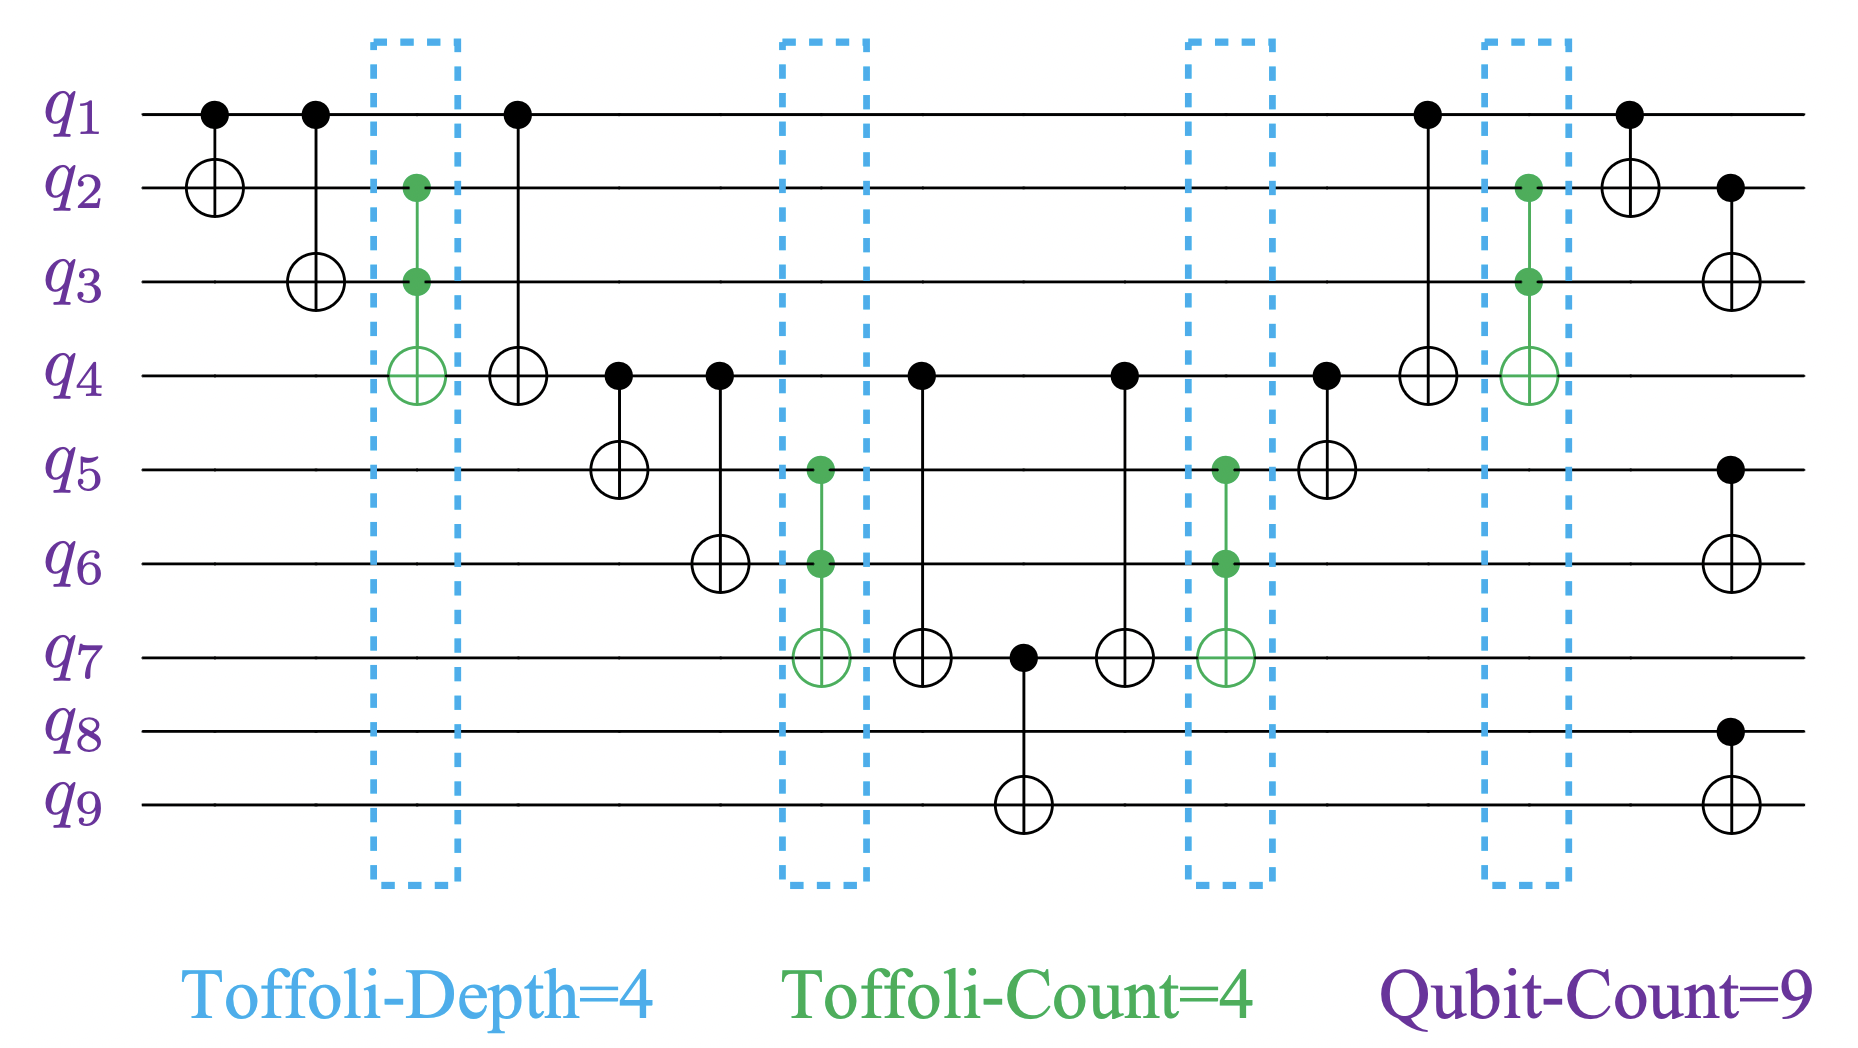 q1
q2
q3
q4
q5
q6
q7
q8
q9
Toffoli-Depth=4 Toffoli-Count=4 Qubit-Count=9